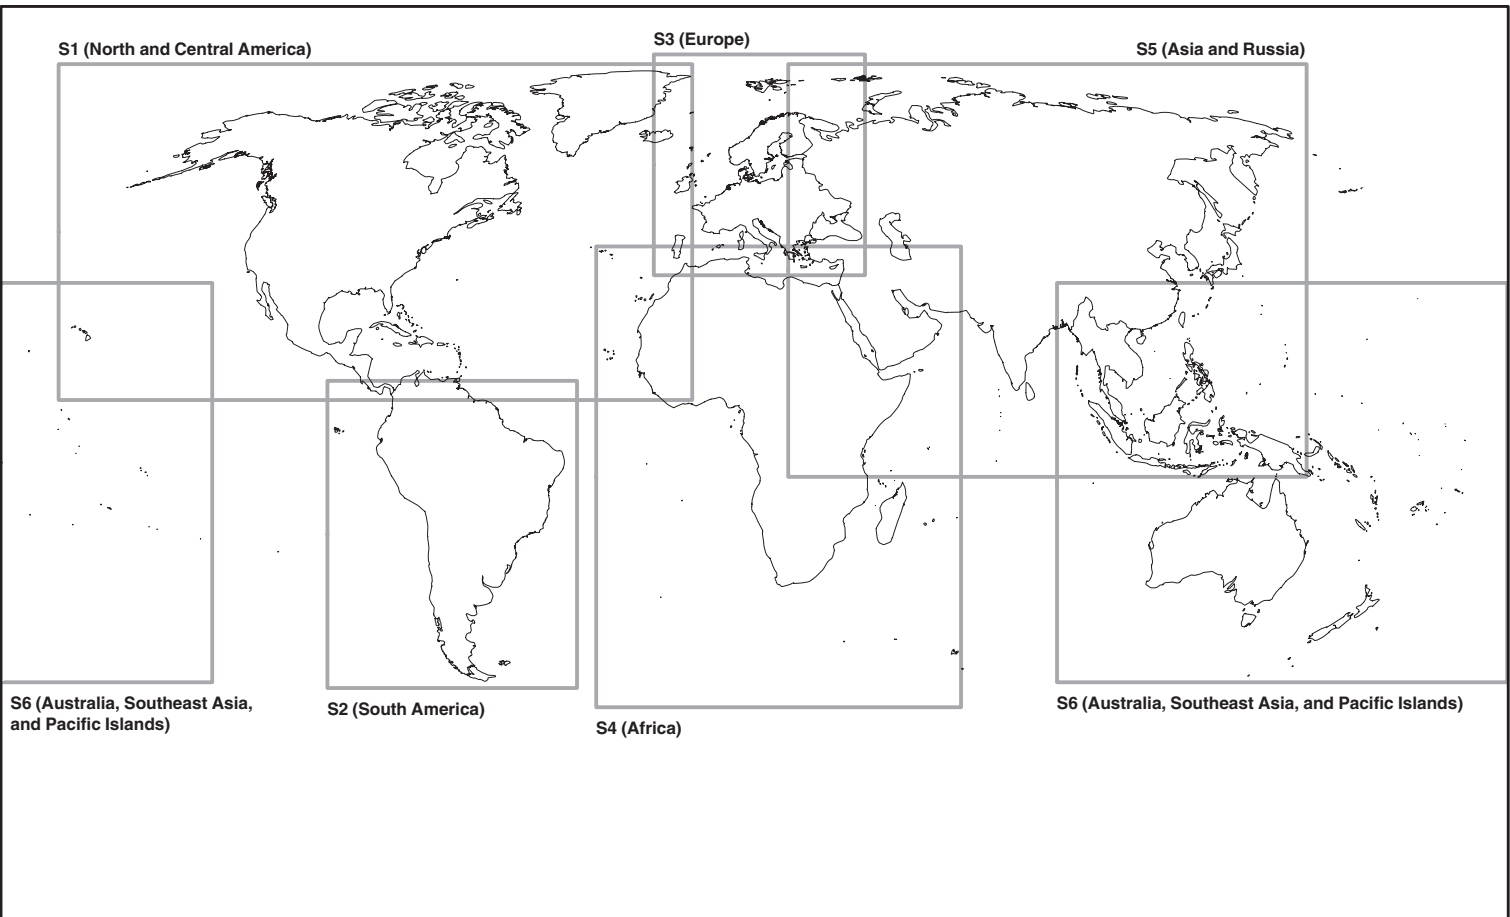 S1 (North and Central America)
S3 (Europe)
S5 (Asia and Russia)
S6 (Australia, Southeast Asia,
and Pacific Islands)
S2 (South America)
S4 (Africa)
S6 (Australia, Southeast Asia, and Pacific Islands)